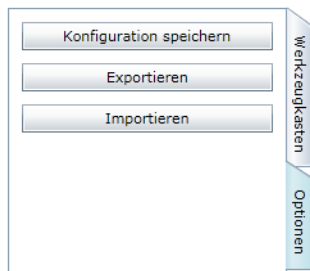 Konfiguration speichern
Exportieren
Importieren
Werkzeugkasten
Optionen